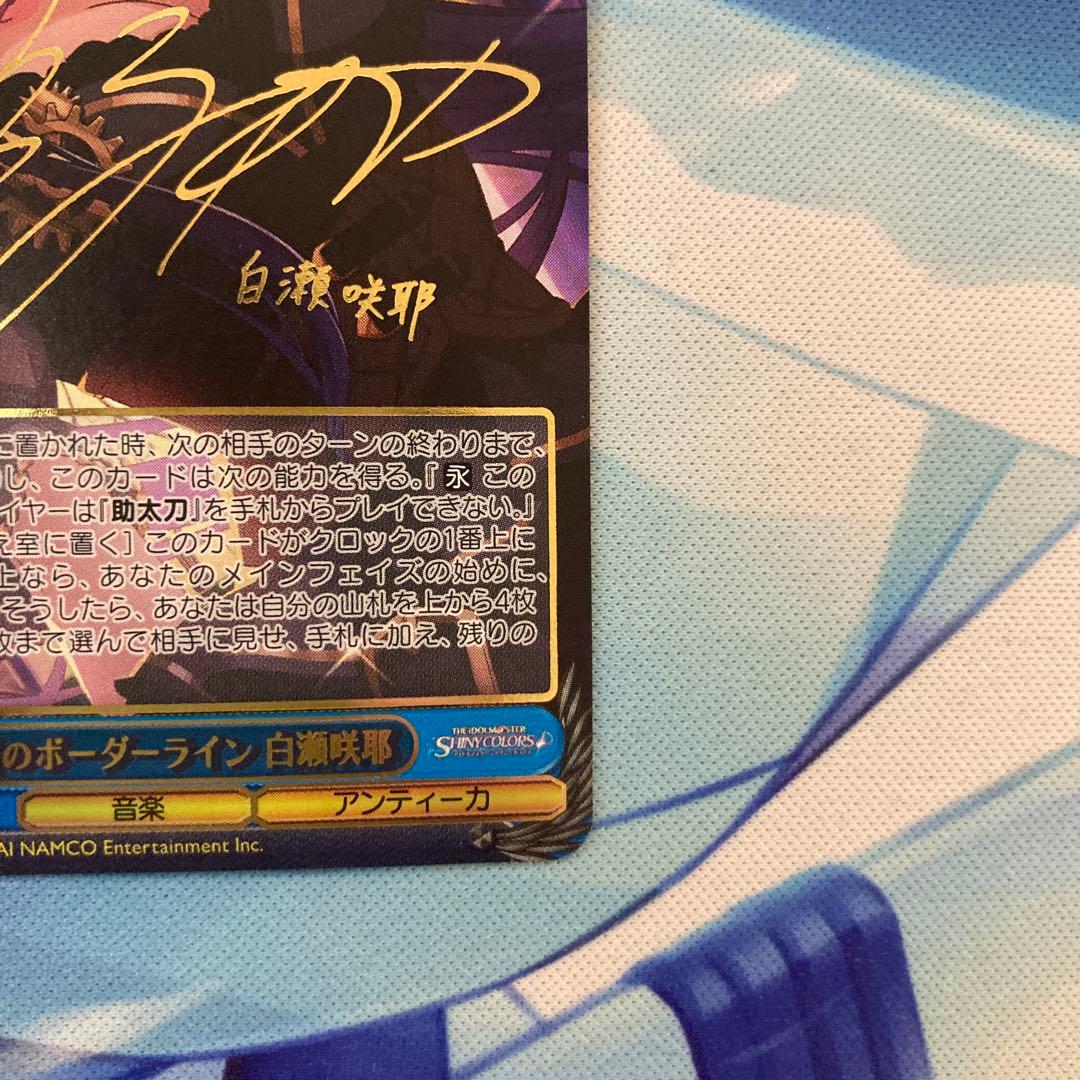 白瀬 咲耶
に置かれた時、次の相手のターンの終わりまで、
し、このカードは次の能力を得る。『永 この
イヤーは『助太刀』を手札からプレイできない。』
え室に置く］このカードがクロックの1番上に
上なら、あなたのメインフェイズの始めに、
そうしたら、あなたは自分の山札を上から4枚
枚まで選んで相手に見せ、手札に加え、残りの
のボーダーライン 白瀬咲耶
THE IDOLM@STER
SHINY COLORS
音楽 アンティーカ
AI NAMCO Entertainment Inc.